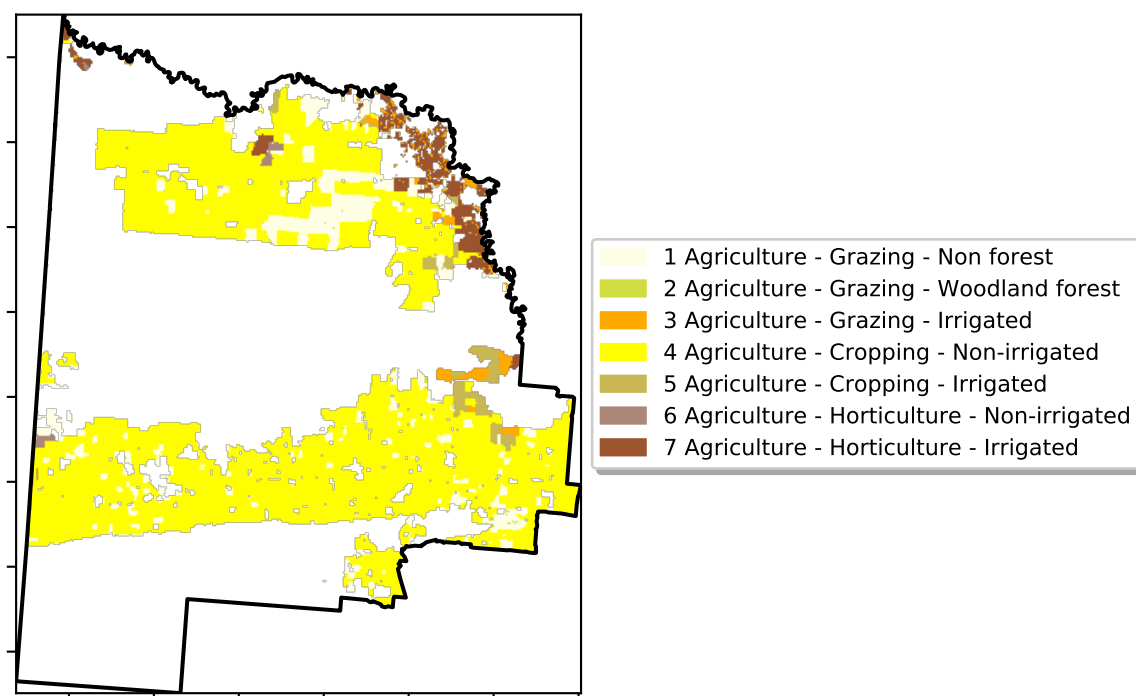 1 Agriculture - Grazing - Non forest
2 Agriculture - Grazing - Woodland forest
3 Agriculture - Grazing - Irrigated
4 Agriculture - Cropping - Non-irrigated
5 Agriculture - Cropping - Irrigated
6 Agriculture - Horticulture - Non-irrigated
7 Agriculture - Horticulture - Irrigated